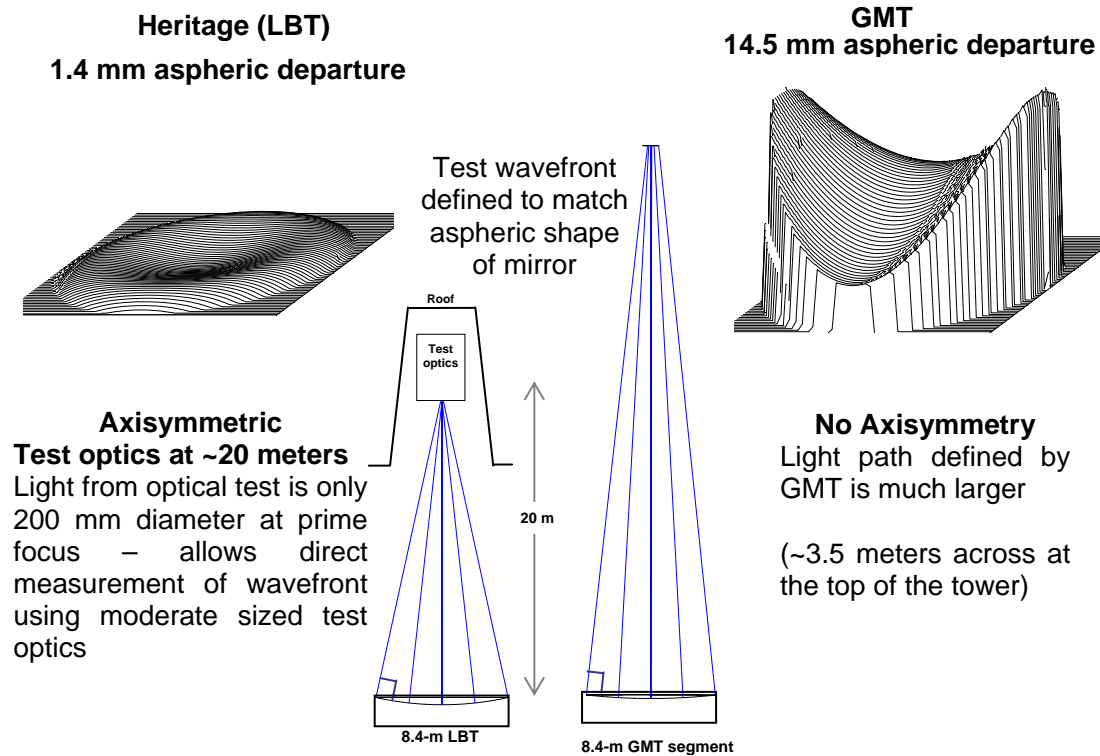 Heritage (LBT)
1.4 mm aspheric departure
GMT
14.5 mm aspheric departure
Test wavefront
defined to match
aspheric shape
of mirror
Roof
Test
optics
Axisymmetric
Test optics at ~20 meters
Light from optical test is only
200 mm diameter at prime
focus – allows direct
measurement of wavefront
using moderate sized test
optics
20 m
No Axisymmetry
Light path defined by
GMT is much larger
(~3.5 meters across at
the top of the tower)
8.4-m LBT
8.4-m GMT segment